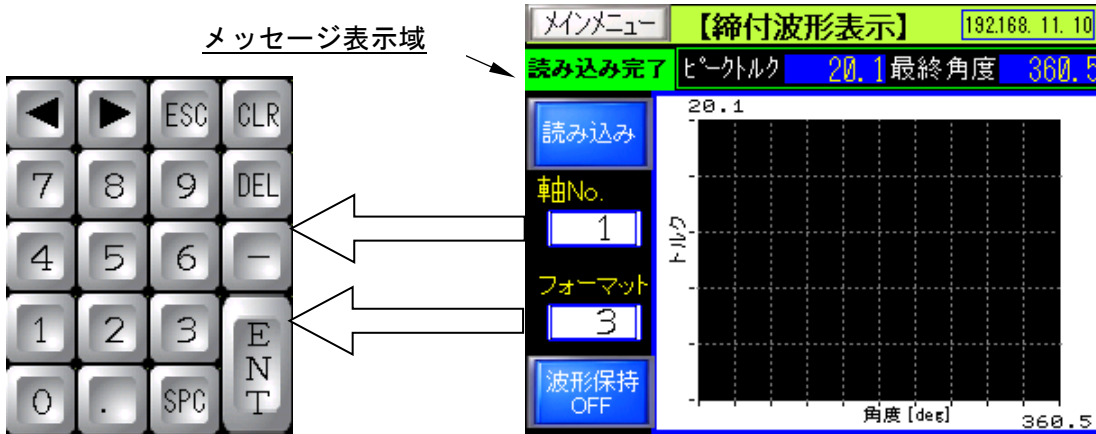 メッセージ表示域
◀ ▶ ESC CLR
7 8 9 DEL
4 5 6 −
1 2 3 ENT
0 . SPC
メインメニュー 【締付波形表示】 192.168. 11. 10
読み込み完了 ピークトルク 20.1 最終角度 360.5
読み込み
軸No.
1
フォーマット
3
波形保持
OFF
20.1
トルク
角度 [deg]
360.5